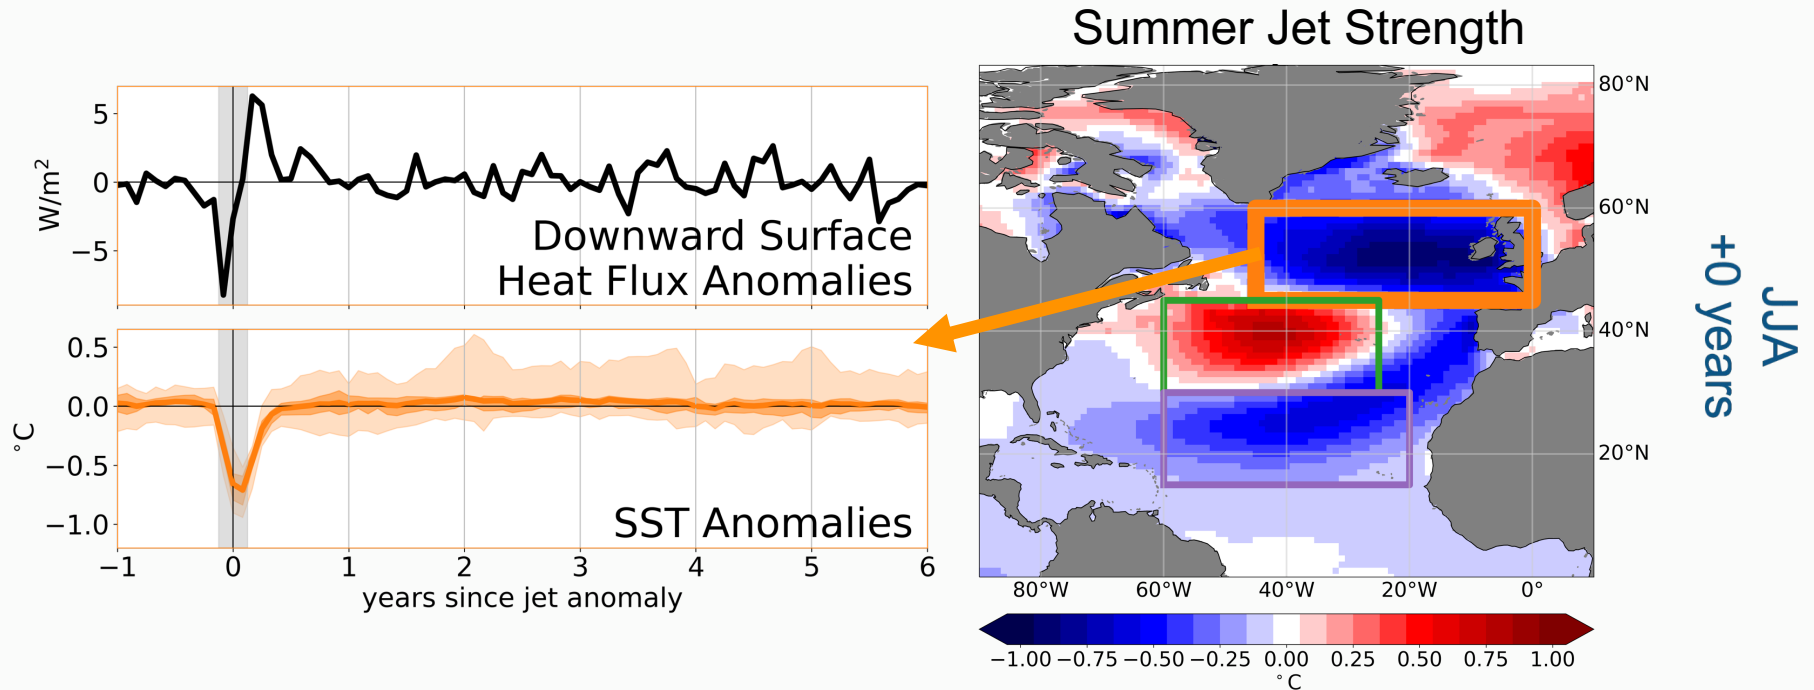 Summer Jet Strength
5
0
−5
W/m²
Downward Surface
Heat Flux Anomalies
0.5
0.0
−0.5
−1.0
°C
SST Anomalies
−1 0 1 2 3 4 5 6
years since jet anomaly
80°N
60°N
40°N
20°N
80°W 60°W 40°W 20°W 0°
−1.00 −0.75 −0.50 −0.25 0.00 0.25 0.50 0.75 1.00
°C
JJA
+0 years